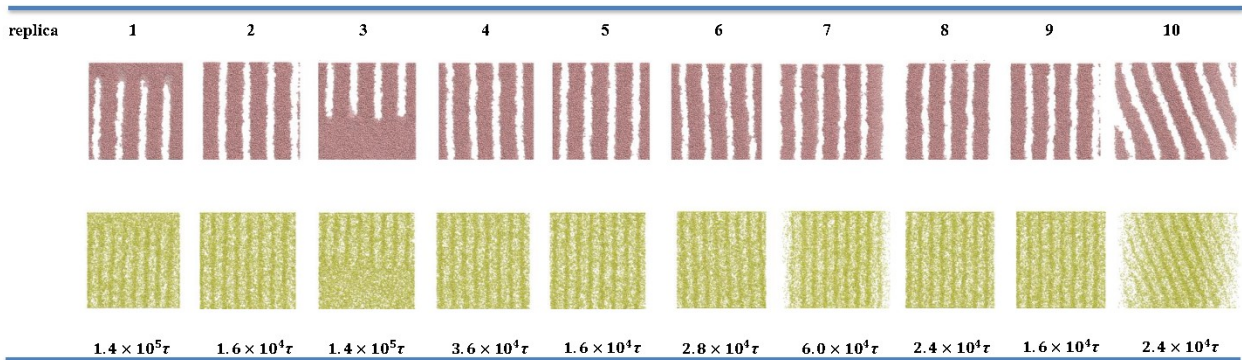 replica 1 2 3 4 5 6 7 8 9 10
1.4 × 10⁵τ 1.6 × 10⁴τ 1.4 × 10⁵τ 3.6 × 10⁴τ 1.6 × 10⁴τ 2.8 × 10⁴τ 6.0 × 10⁴τ 2.4 × 10⁴τ 1.6 × 10⁴τ 2.4 × 10⁴τ